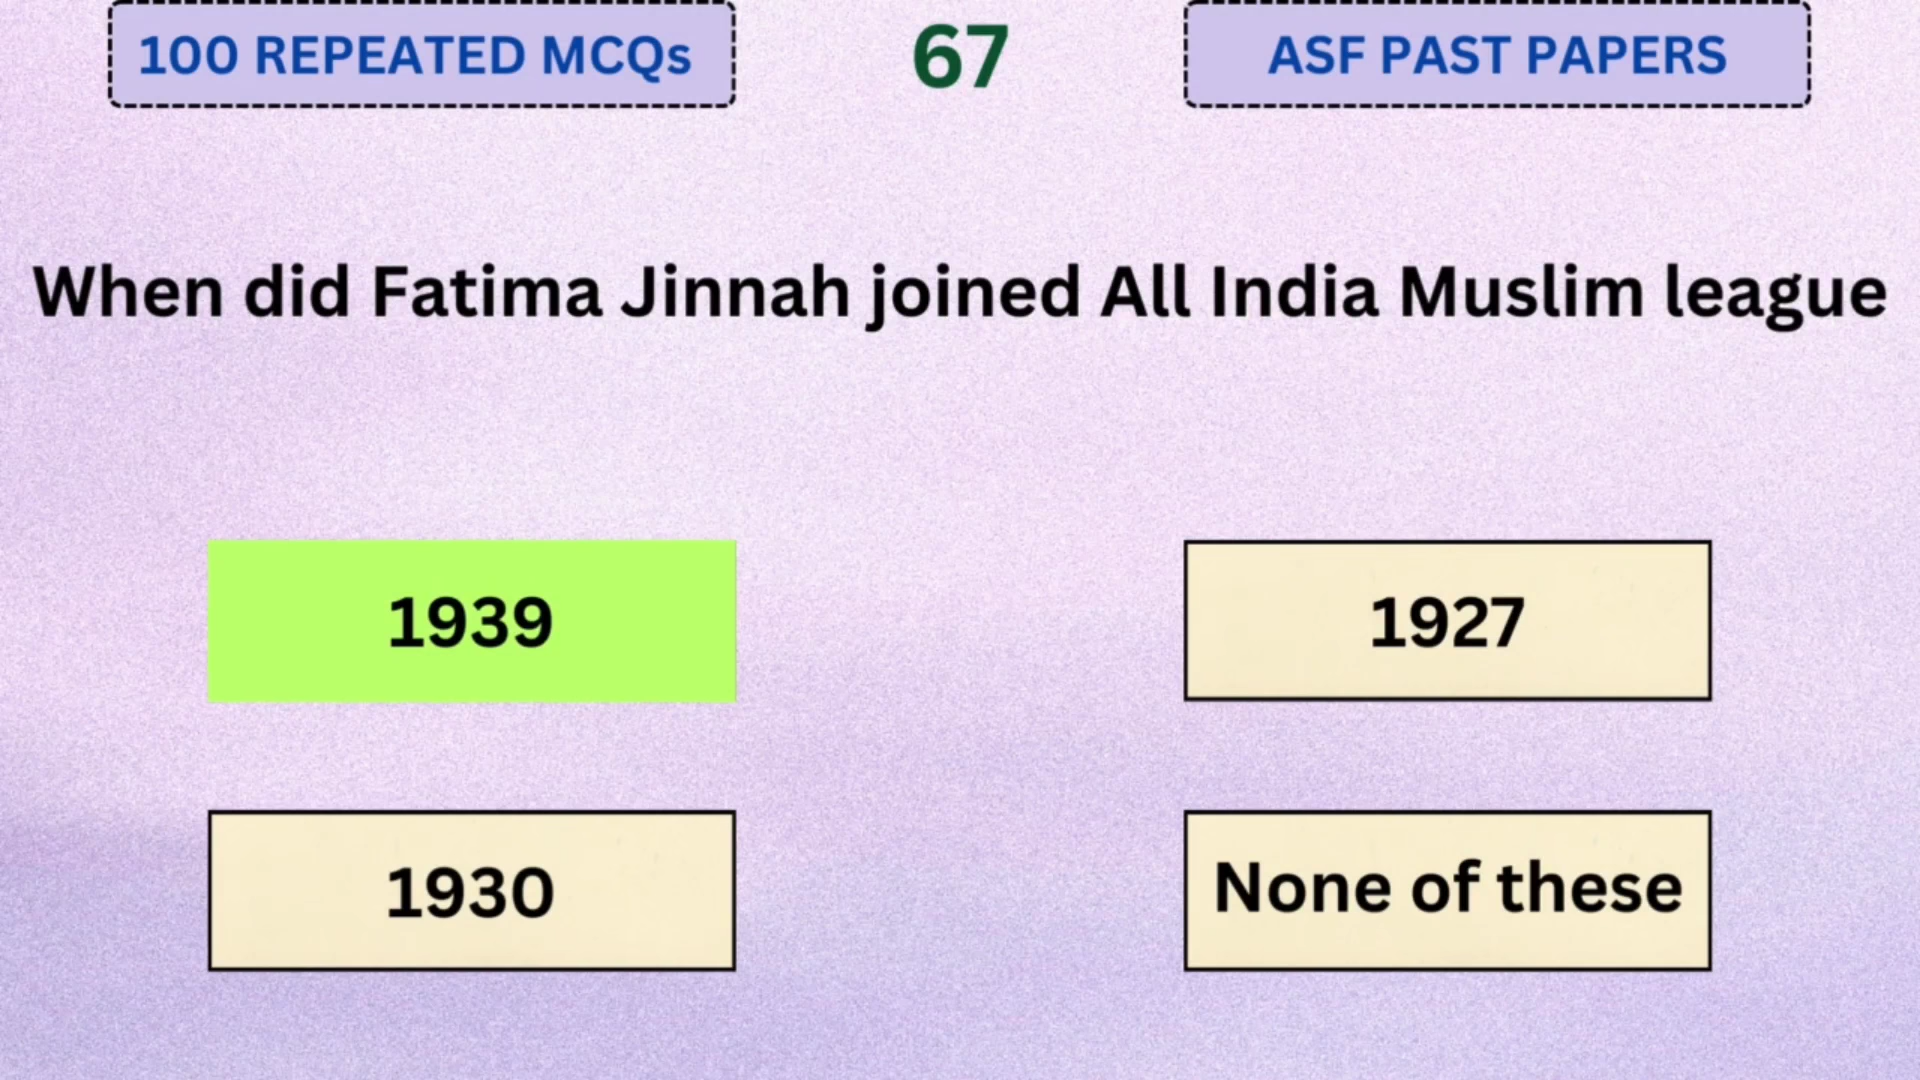 100 REPEATED MCQs
67
ASF PAST PAPERS
When did Fatima Jinnah joined All India Muslim league
1939
1927
1930
None of these